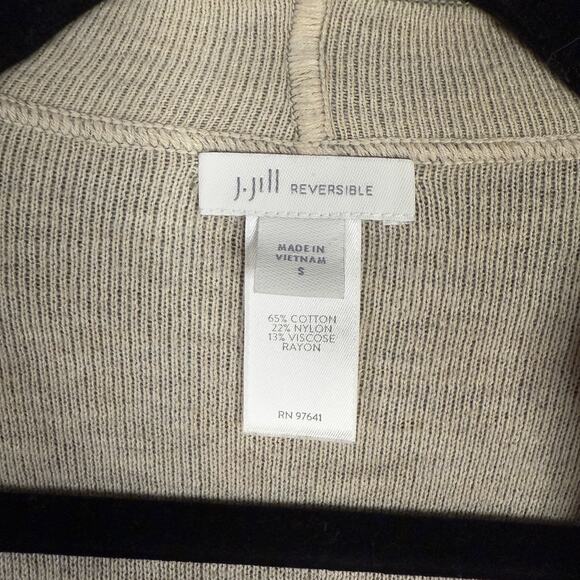 J.Jill REVERSIBLE
MADE IN
VIETNAM
S
65% COTTON
22% NYLON
13% VISCOSE
RAYON
RN 97641